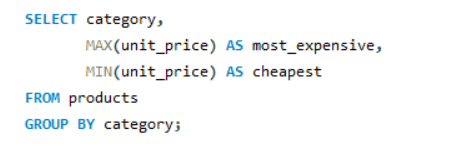 SELECT category,
       MAX(unit_price) AS most_expensive,
       MIN(unit_price) AS cheapest
FROM products
GROUP BY category;